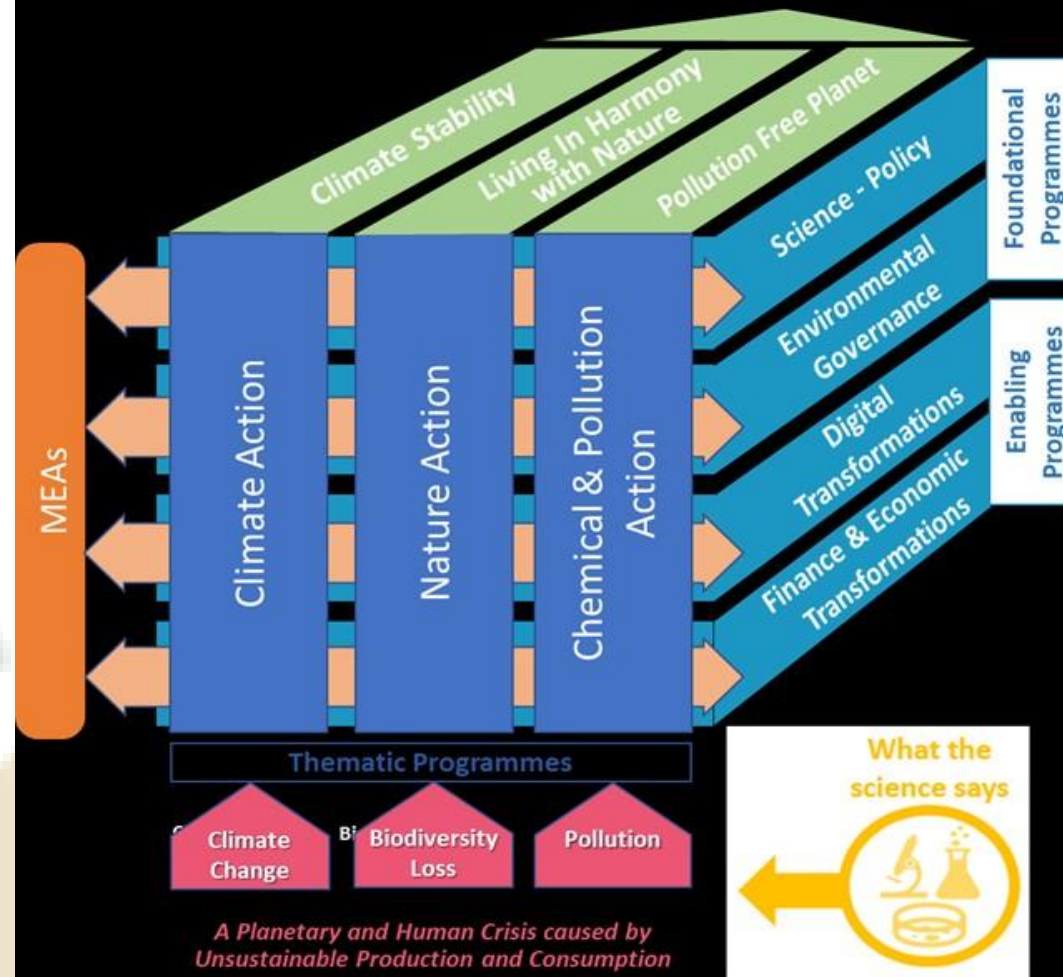 Climate Stability
Living In Harmony
with Nature
Pollution Free Planet
Science - Policy
Environmental
Governance
Digital
Transformations
Finance & Economic
Transformations
Foundational
Programmes
Enabling
Programmes
MEAs
Climate Action
Nature Action
Chemical & Pollution
Action
Thematic Programmes
Climate
Change
Biodiversity
Loss
Pollution
A Planetary and Human Crisis caused by
Unsustainable Production and Consumption
What the
science says